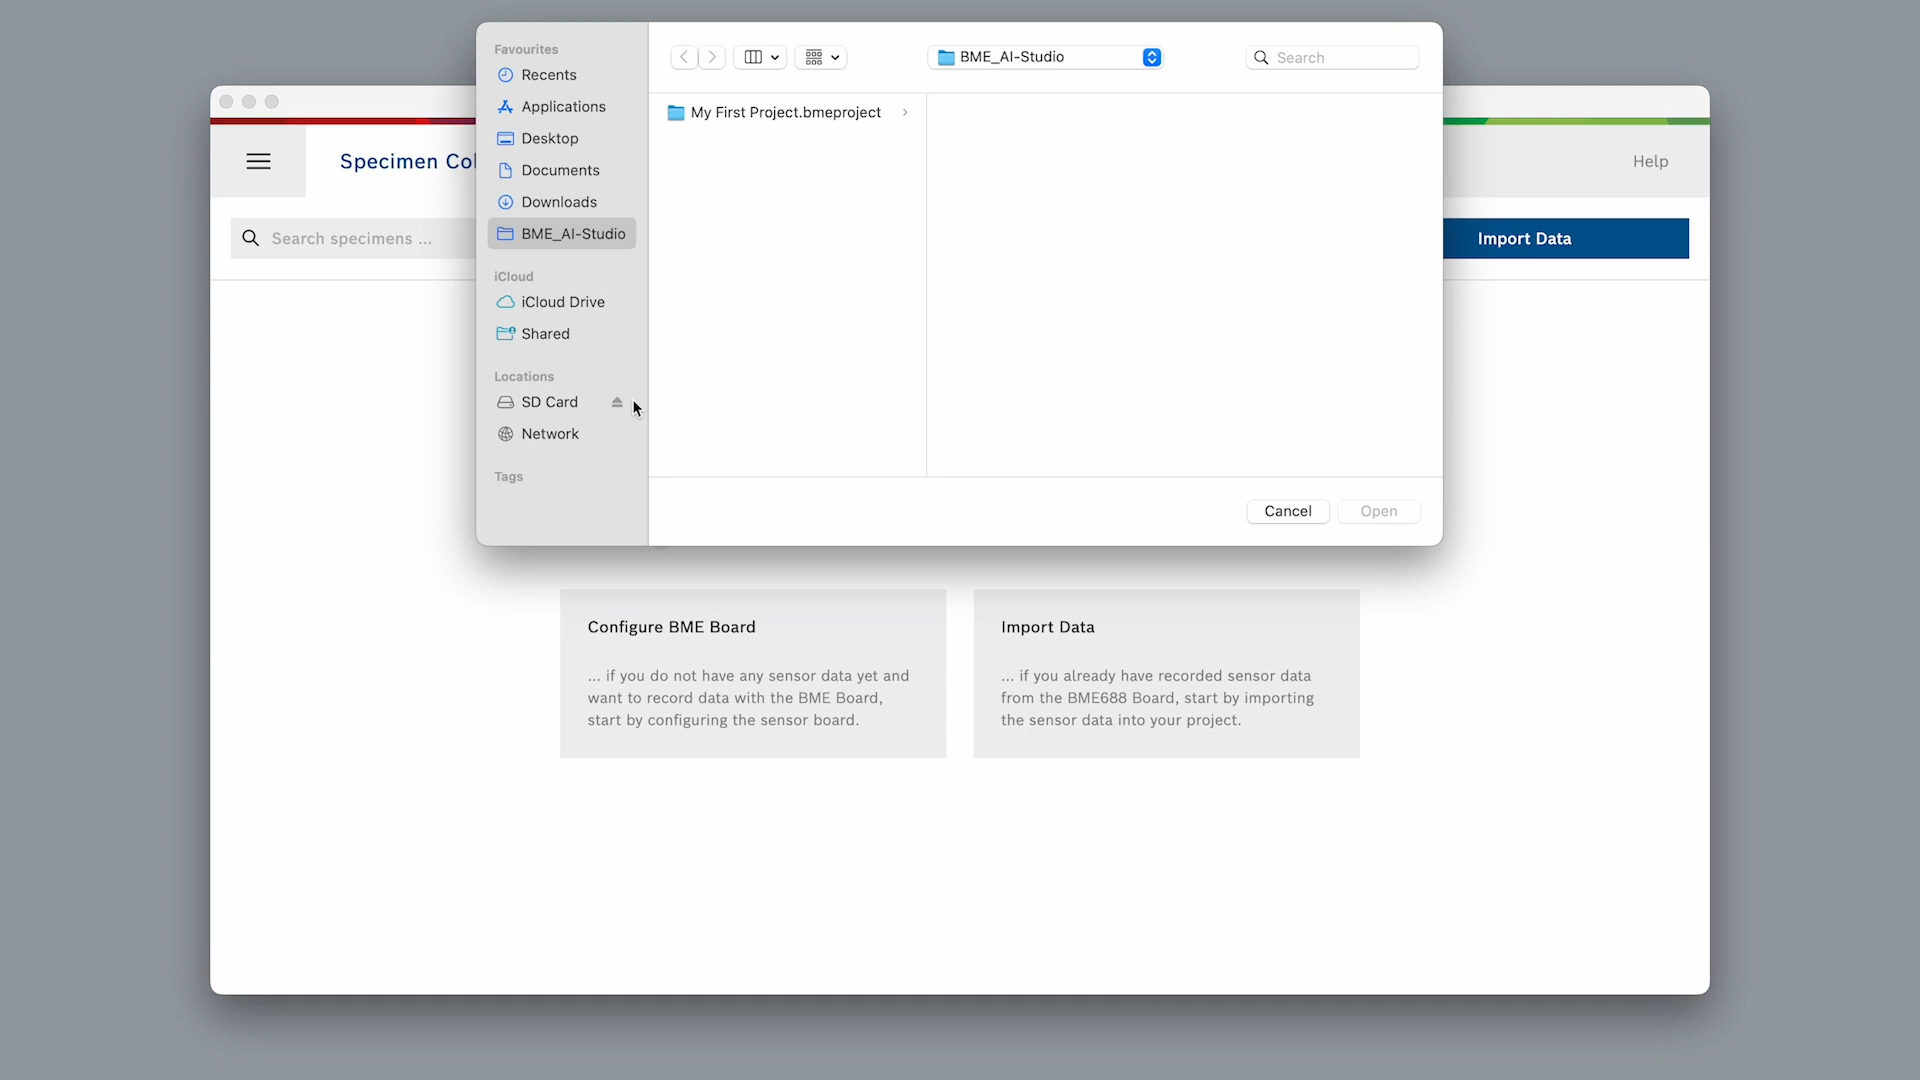 Favourites
Recents
Applications
Desktop
Documents
Downloads
BME_AI-Studio
iCloud
iCloud Drive
Shared
Locations
SD Card
Network
Tags
BME_AI-Studio
Search
My First Project.bmeproject
Cancel
Open
Specimen Col
Help
Search specimens ...
Import Data
Configure BME Board
... if you do not have any sensor data yet and
want to record data with the BME Board,
start by configuring the sensor board.
Import Data
... if you already have recorded sensor data
from the BME688 Board, start by importing
the sensor data into your project.